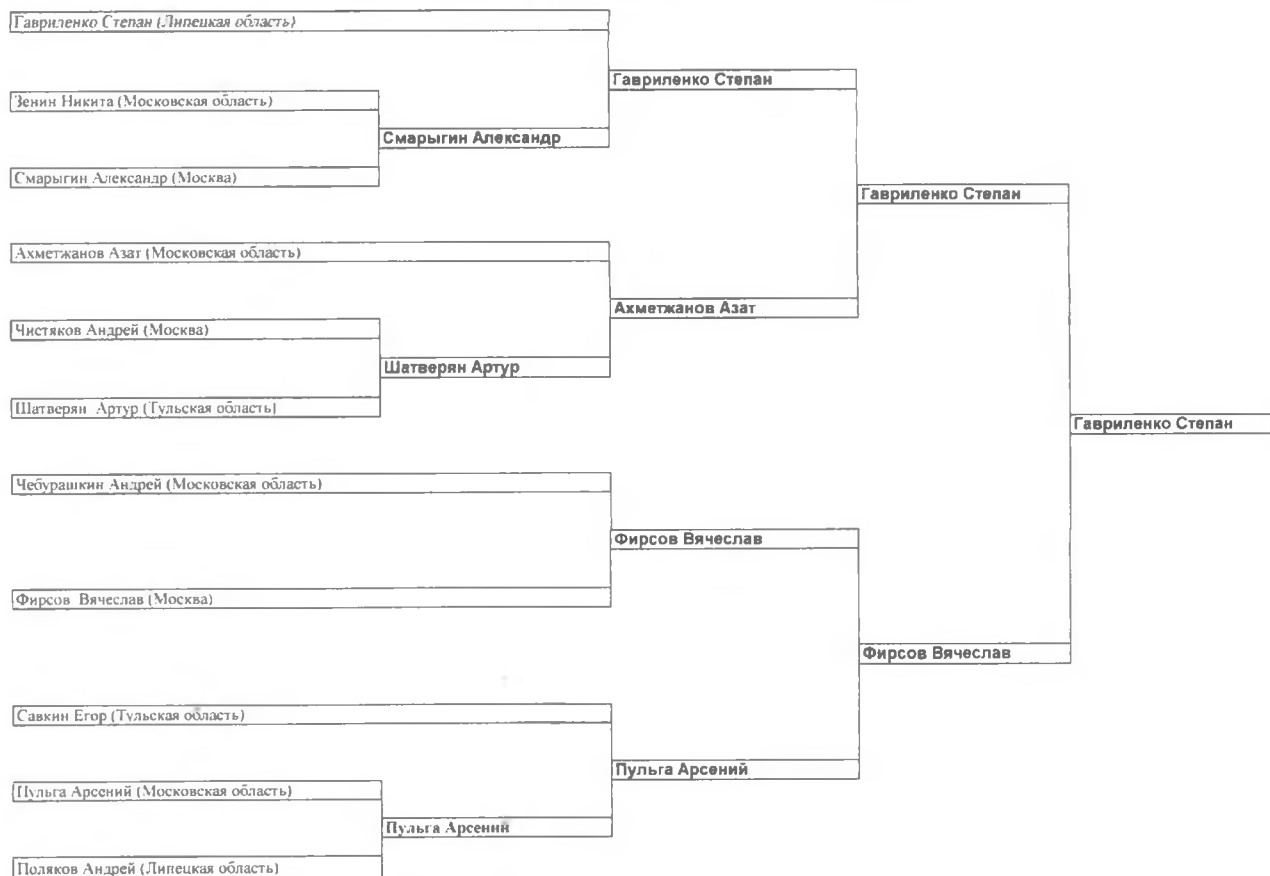 Гавриленко Степан (Липецкая область)
Гавриленко Степан
Зенин Никита (Московская область)
Смарыгин Александр
Смарыгин Александр (Москва)
Гавриленко Степан
Ахметжанов Азат (Московская область)
Ахметжанов Азат
Чистяков Андрей (Москва)
Шатверян Артур
Шатверян Артур (Тульская область)
Гавриленко Степан
Чебурашкин Андрей (Московская область)
Фирсов Вячеслав
Фирсов Вячеслав (Москва)
Фирсов Вячеслав
Савкин Егор (Тульская область)
Пульга Арсений
Пульга Арсений (Московская область)
Пульга Арсений
Поляков Андрей (Липецкая область)